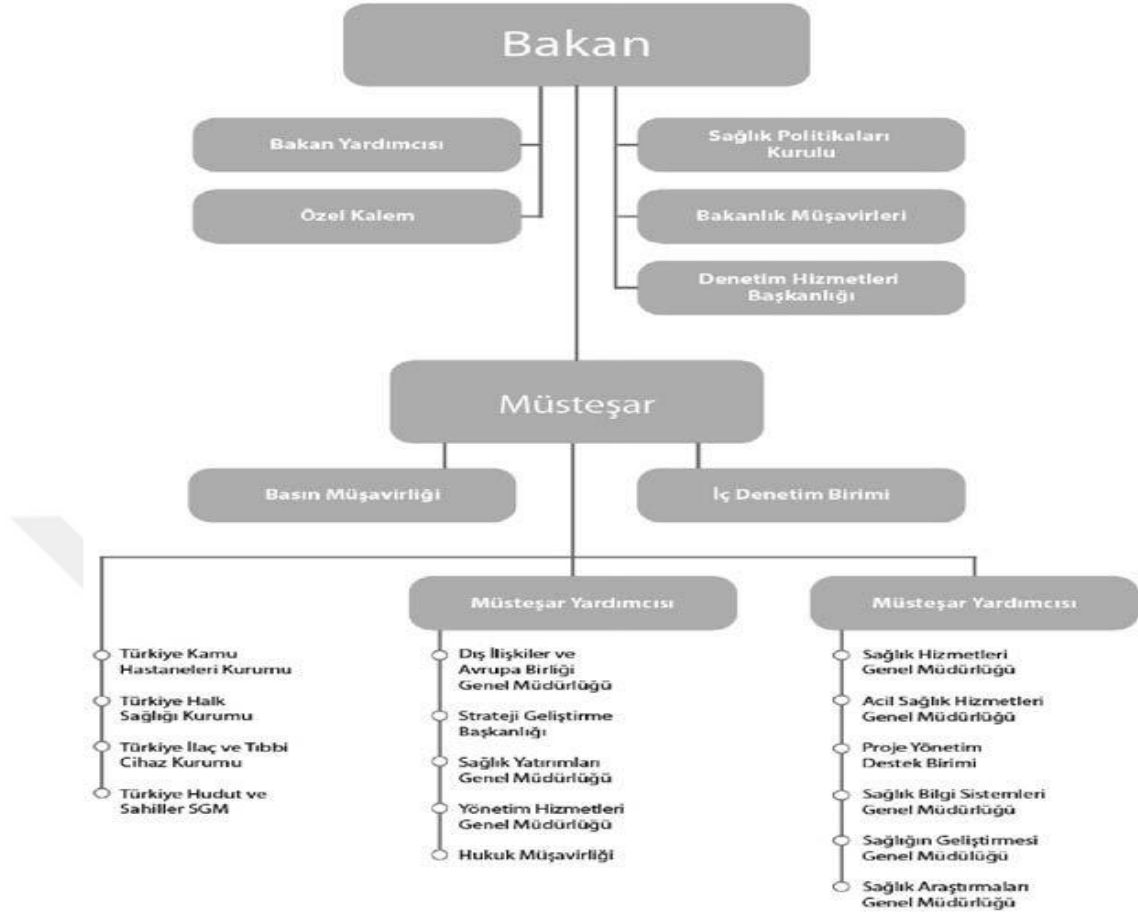 Bakan
Bakan Yardımcısı
Özel Kalem
Sağlık Politikaları
Kurulu
Bakanlık Müşavirleri
Denetim Hizmetleri
Başkanlığı
Müsteşar
Basın Müşavirliği
İç Denetim Birimi
Türkiye Kamu
Hastaneleri Kurumu
Türkiye Halk
Sağlığı Kurumu
Türkiye İlaç ve Tıbbi
Cihaz Kurumu
Türkiye Hudut ve
Sahiller SGM
Müsteşar Yardımcısı
Dış İlişkiler ve
Avrupa Birliği
Genel Müdürlüğü
Strateji Geliştirme
Başkanlığı
Sağlık Yatırımları
Genel Müdürlüğü
Yönetim Hizmetleri
Genel Müdürlüğü
Hukuk Müşavirliği
Müsteşar Yardımcısı
Sağlık Hizmetleri
Genel Müdürlüğü
Acil Sağlık Hizmetleri
Genel Müdürlüğü
Proje Yönetim
Destek Birimi
Sağlık Bilgi Sistemleri
Genel Müdürlüğü
Sağlığın Geliştirmesi
Genel Müdülüğü
Sağlık Araştırmaları
Genel Müdürlüğü